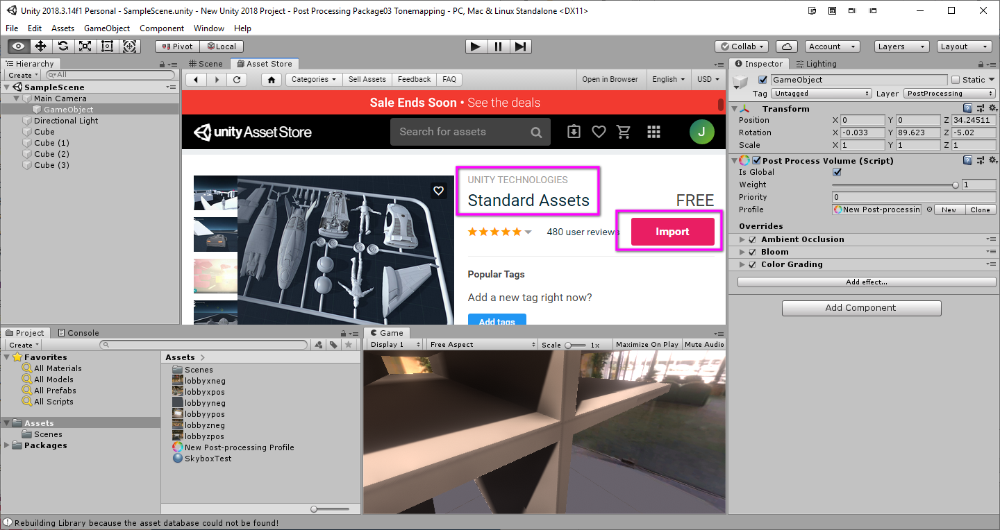 Unity 2018.3.14f1 Personal - SampleScene.unity - New Unity 2018 Project - Post Processing Package03 Tonemapping - PC, Mac & Linux Standalone <DX11>
File Edit Assets GameObject Component Window Help
Pivot Local Collab Account Layers Layout
Hierarchy
Create All
SampleScene
Main Camera
GameObject
Directional Light
Cube
Cube (1)
Cube (2)
Cube (3)
Scene Asset Store
Categories Sell Assets Feedback FAQ Open in Browser English USD
Sale Ends Soon • See the deals
unity Asset Store Search for assets J
UNITY TECHNOLOGIES
Standard Assets FREE
480 user reviews Import
Popular Tags
Add a new tag right now?
Add tags
Inspector Lighting
GameObject Static
Tag Untagged Layer PostProcessing
Transform
Position X 0 Y 0 Z 34.24511
Rotation X -0.033 Y 89.623 Z -5.02
Scale X 1 Y 1 Z 1
Post Process Volume (Script)
Is Global
Weight 1
Priority 0
Profile New Post-processin New Clone
Overrides
Ambient Occlusion
Bloom
Color Grading
Add effect...
Add Component
Project Console
Create
Favorites
All Materials
All Models
All Prefabs
All Scripts
Assets
Scenes
Packages
Assets
Scenes
lobbyxneg
lobbyxpos
lobbyyneg
lobbyypos
lobbyzneg
lobbyzpos
New Post-processing Profile
SkyboxTest
Game
Display 1 Free Aspect Scale 1x Maximize On Play Mute Audio
Rebuilding Library because the asset database could not be found!